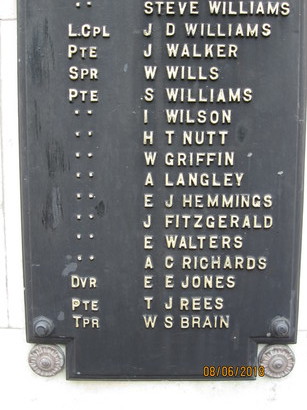 " STEVE WILLIAMS
L.CPL J D WILLIAMS
PTE J WALKER
SPR W WILLS
PTE S WILLIAMS
" I WILSON
" H T NUTT
" W GRIFFIN
" A LANGLEY
" E J HEMMINGS
" J FITZGERALD
" E WALTERS
" A C RICHARDS
DVR E E JONES
PTE T J REES
TPR W S BRAIN
08/06/2018